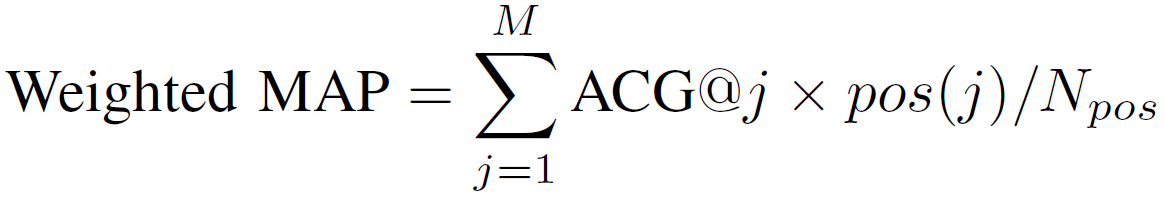 Weighted MAP = \sum_{j=1}^{M} ACG@j × pos(j)/N_{pos}